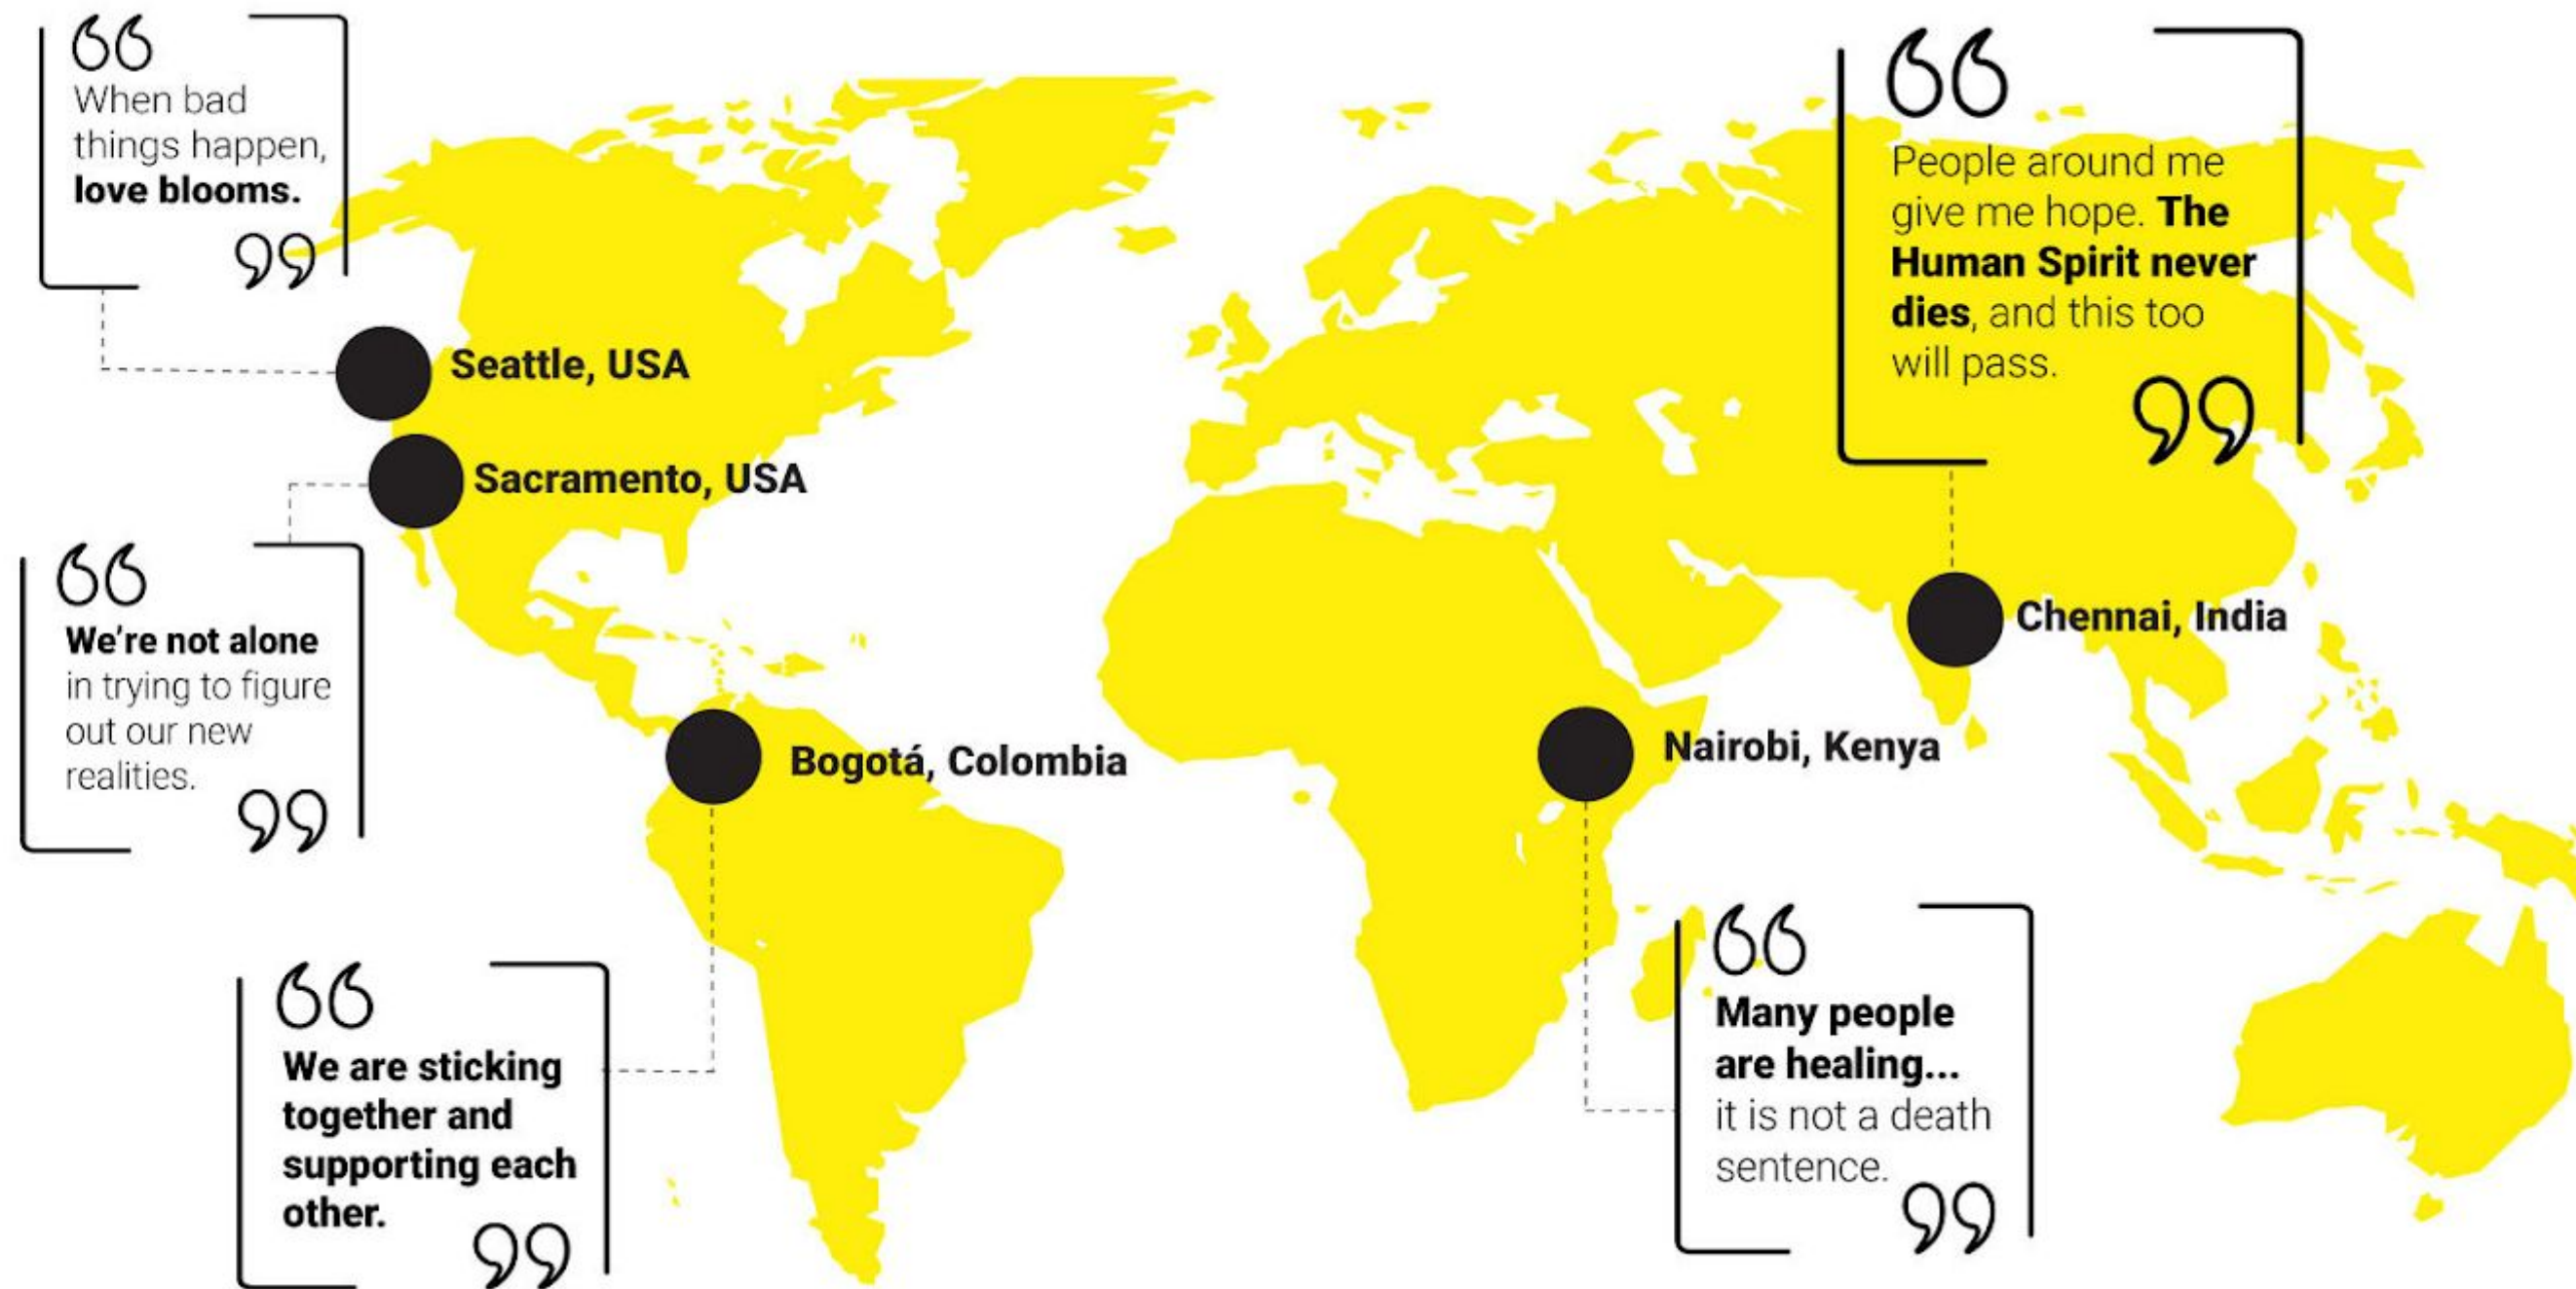 “
When bad
things happen,
love blooms.
”
Seattle, USA
Sacramento, USA
“
We're not alone
in trying to figure
out our new
realities.
”
Bogotá, Colombia
“
We are sticking
together and
supporting each
other.
”
“
People around me
give me hope. The
Human Spirit never
dies, and this too
will pass.
”
Chennai, India
Nairobi, Kenya
“
Many people
are healing...
it is not a death
sentence.
”